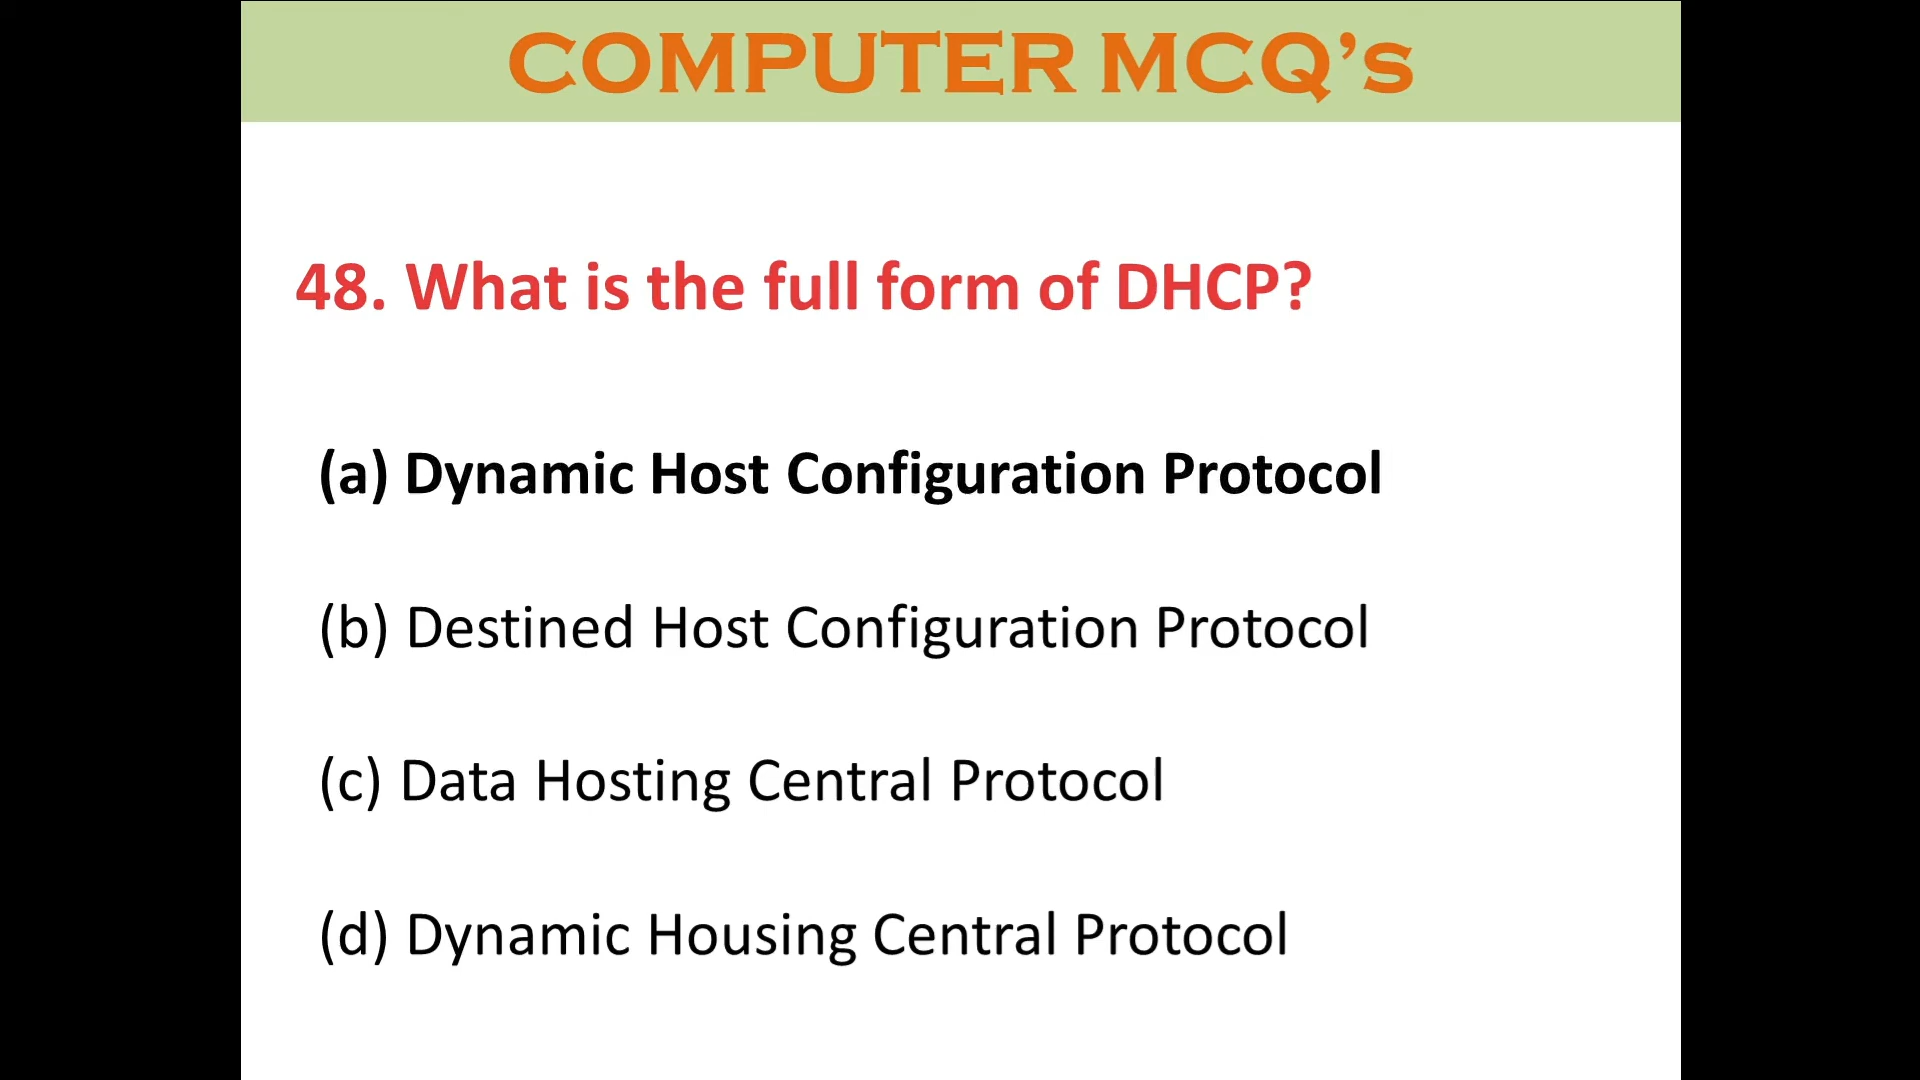 COMPUTER MCQ’s
48. What is the full form of DHCP?
(a) Dynamic Host Configuration Protocol
(b) Destined Host Configuration Protocol
(c) Data Hosting Central Protocol
(d) Dynamic Housing Central Protocol